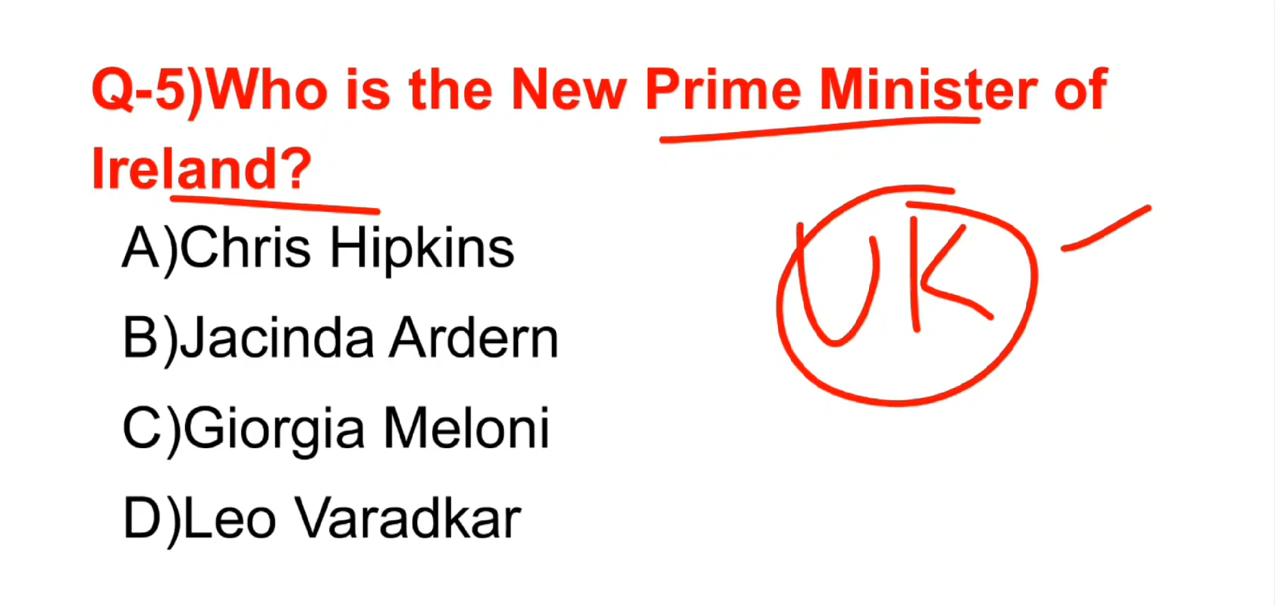 Q-5)Who is the New Prime Minister of
Ireland?
A)Chris Hipkins
UK
B)Jacinda Ardern
C)Giorgia Meloni
D)Leo Varadkar